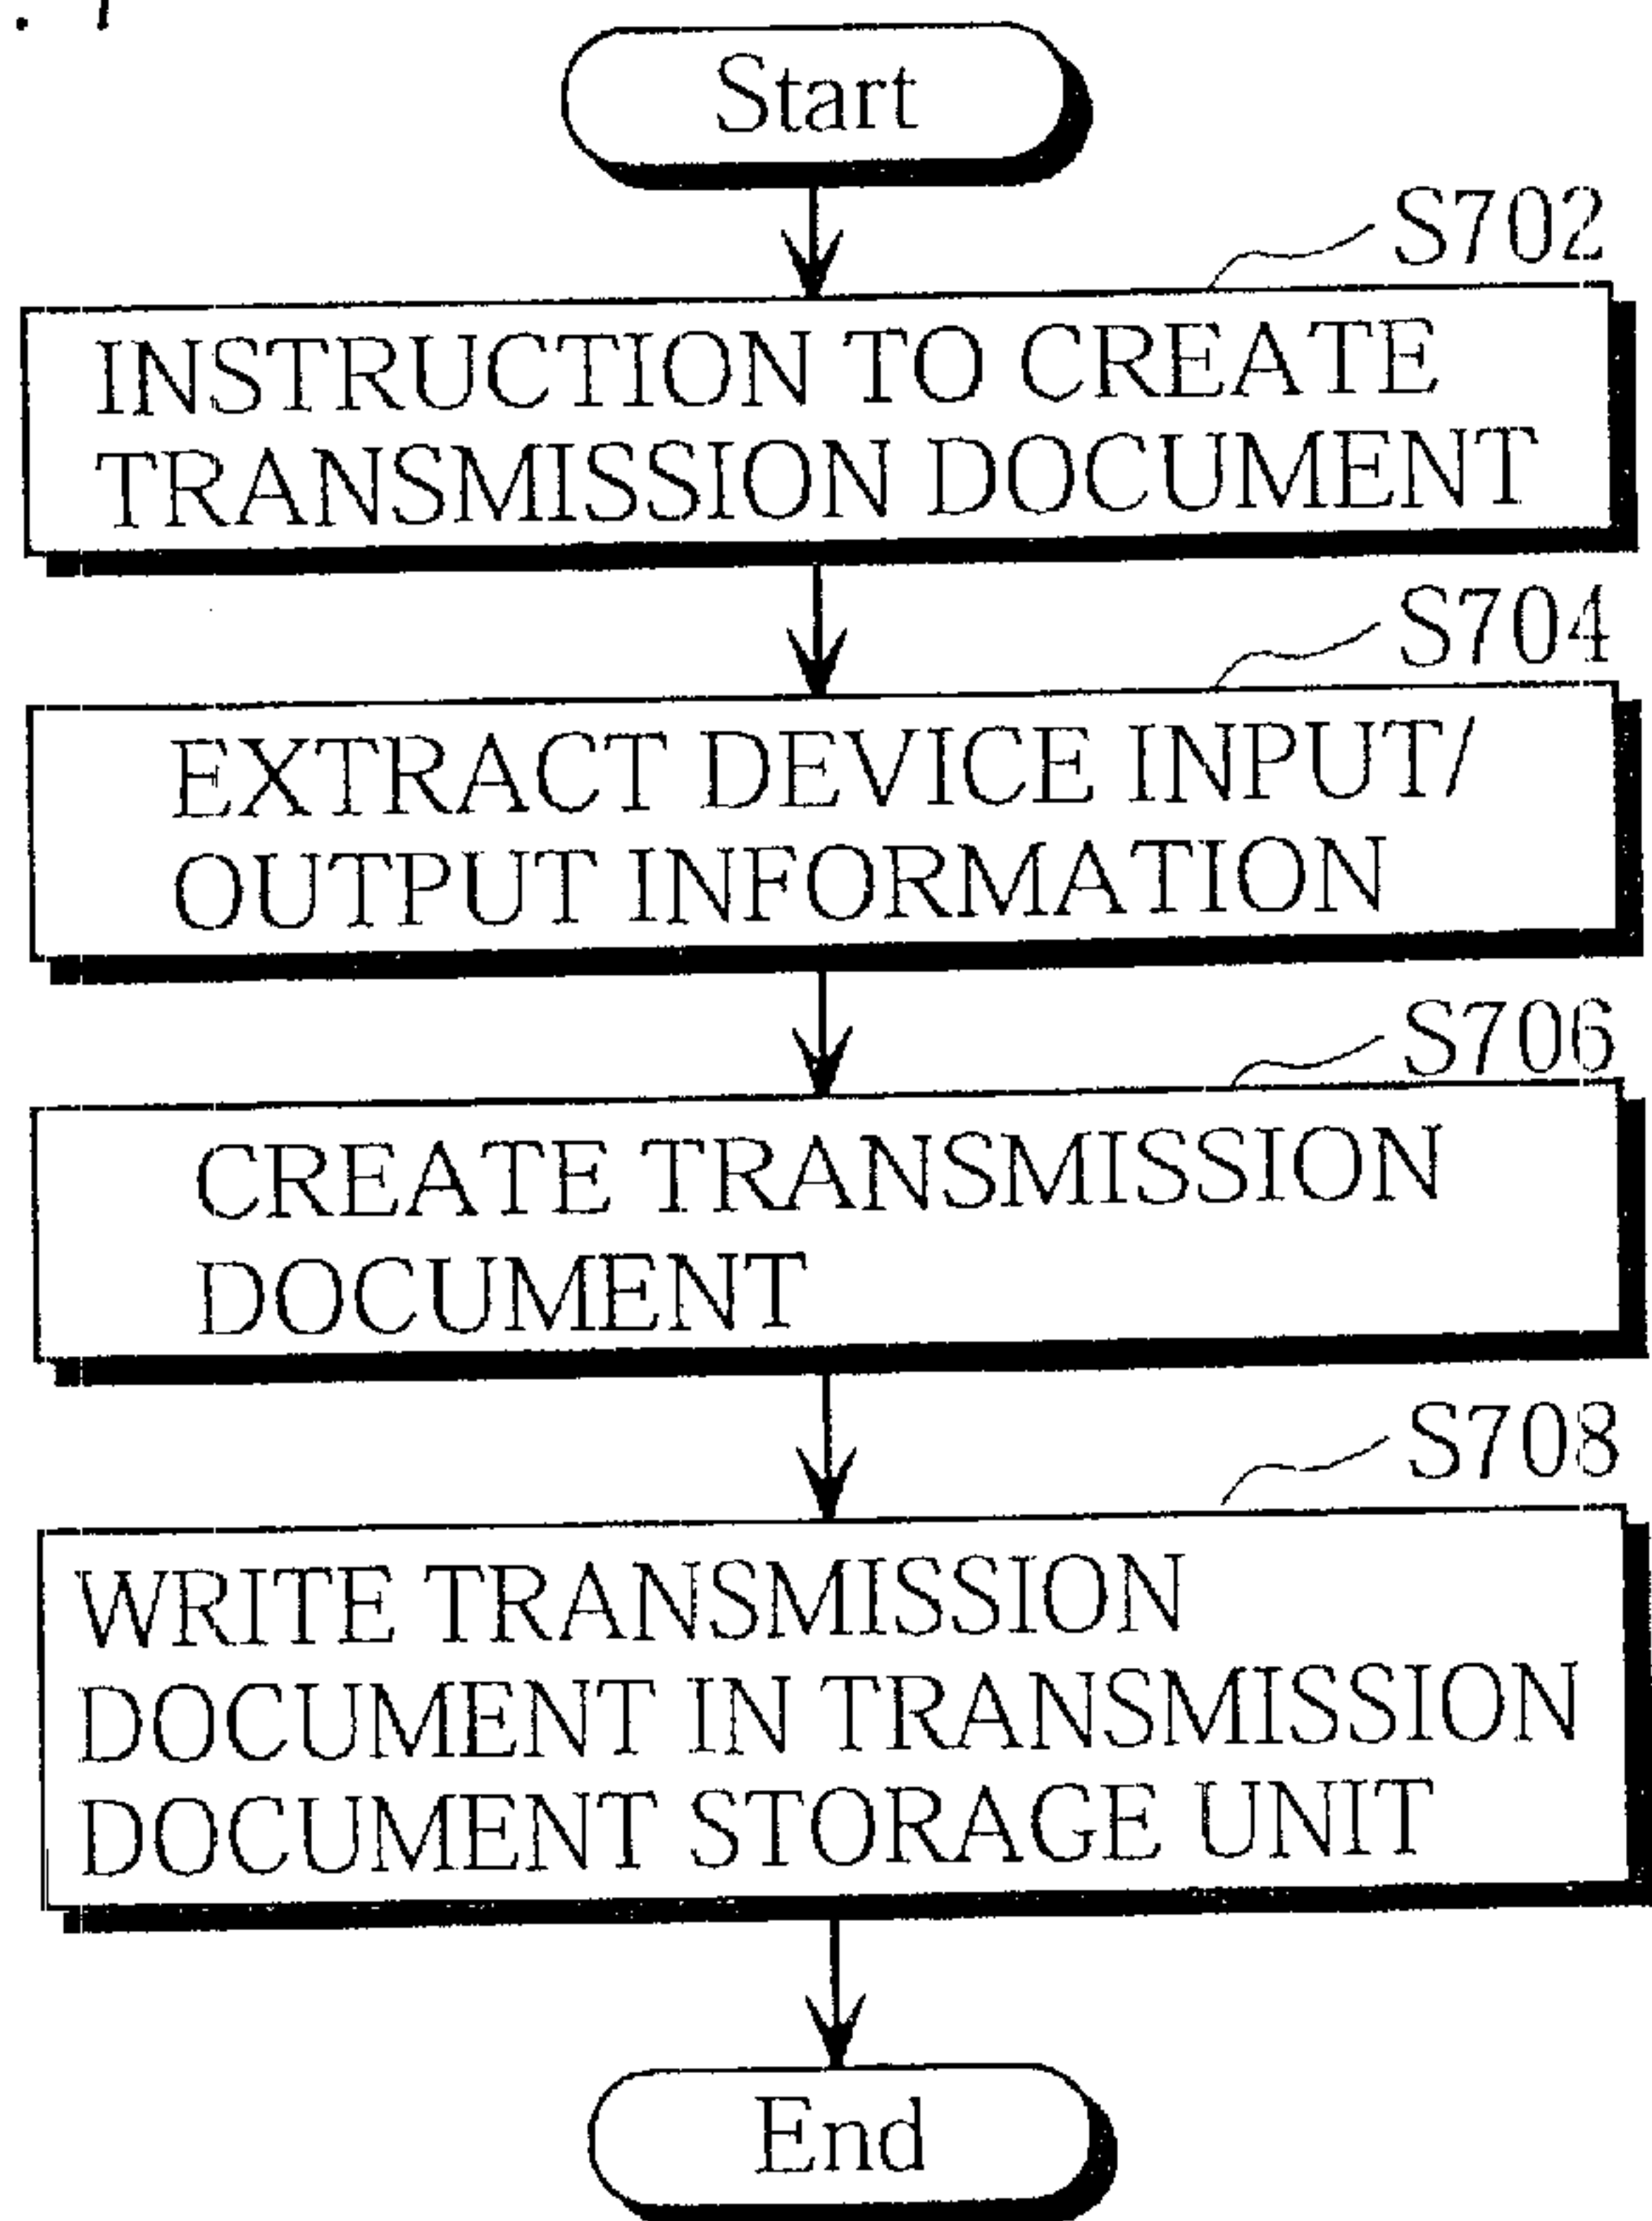 Start
S702
INSTRUCTION TO CREATE
TRANSMISSION DOCUMENT
S704
EXTRACT DEVICE INPUT/
OUTPUT INFORMATION
S706
CREATE TRANSMISSION
DOCUMENT
S708
WRITE TRANSMISSION
DOCUMENT IN TRANSMISSION
DOCUMENT STORAGE UNIT
End